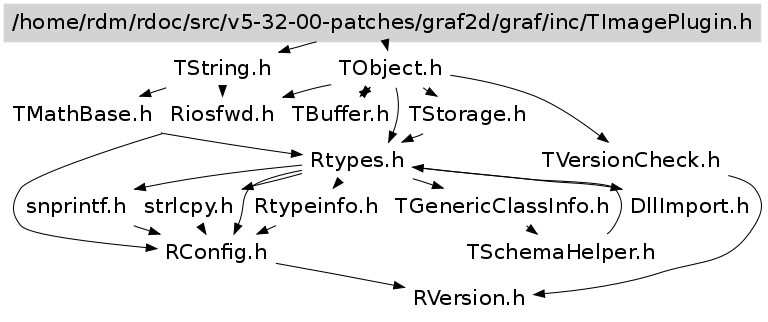 /home/rdm/rdoc/src/v5-32-00-patches/graf2d/graf/inc/TImagePlugin.h
TString.h TObject.h
TMathBase.h Riosfwd.h TBuffer.h TStorage.h
Rtypes.h TVersionCheck.h
snprintf.h strlcpy.h Rtypeinfo.h TGenericClassInfo.h DllImport.h
RConfig.h TSchemaHelper.h
RVersion.h